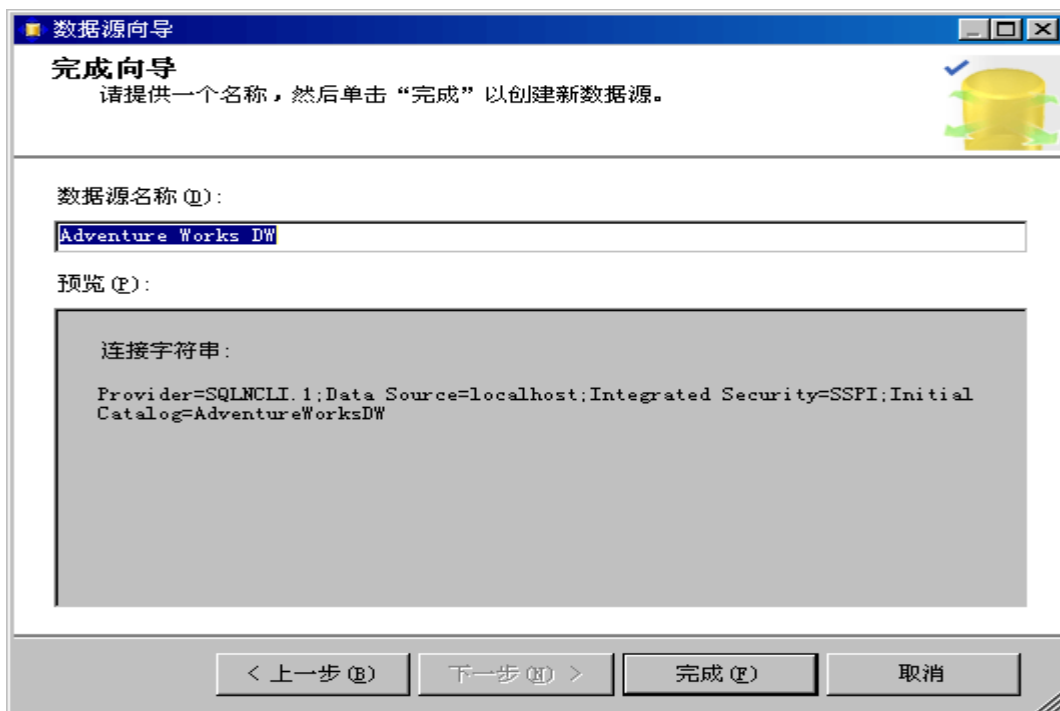 数据源向导
完成向导
请提供一个名称，然后单击“完成”以创建新数据源。
数据源名称(D):
Adventure Works DW
预览(P):
连接字符串:
Provider=SQLNCLI.1;Data Source=localhost;Integrated Security=SSPI;Initial
Catalog=AdventureWorksDW
< 上一步(B)
下一步(N) >
完成(F)
取消